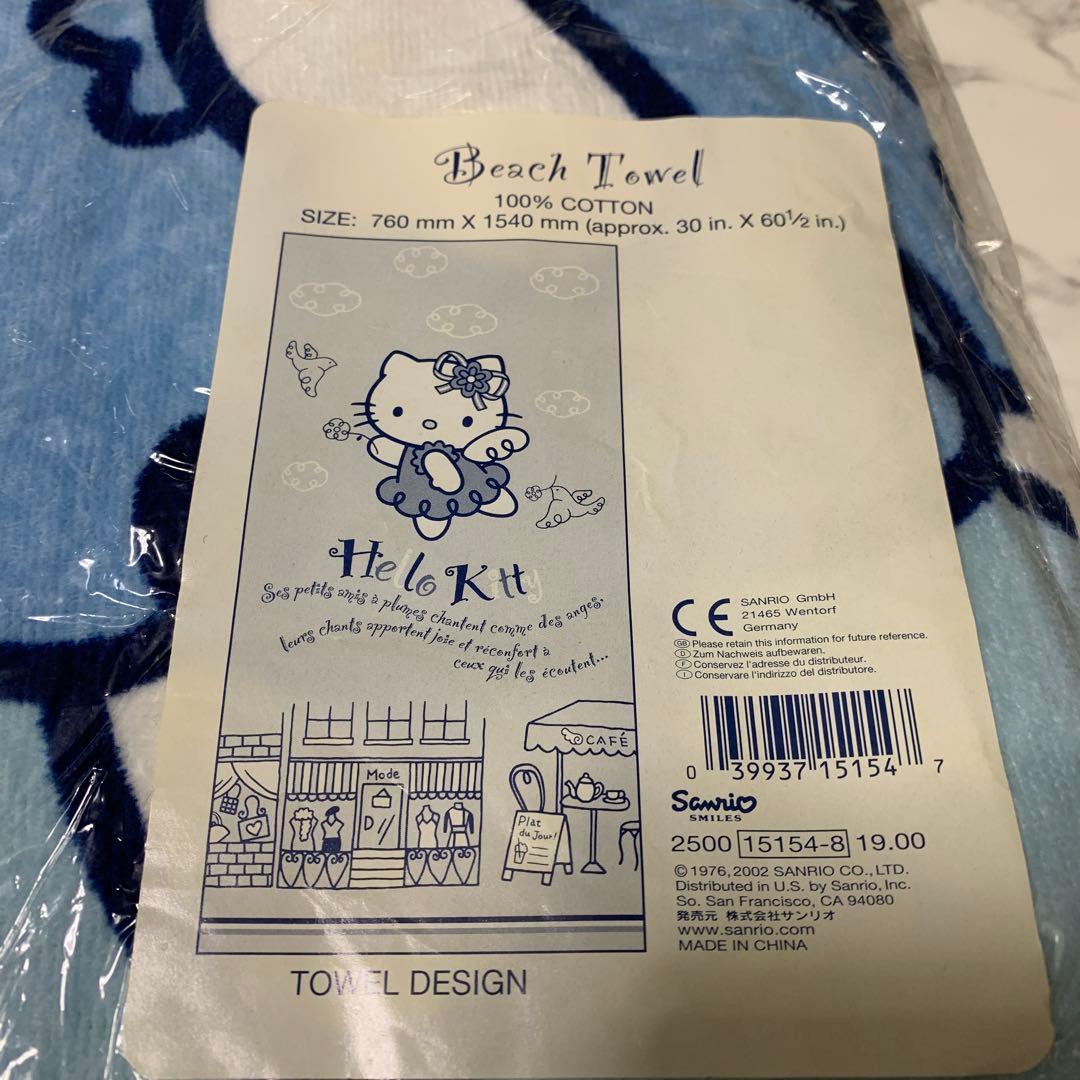 Beach Towel
100% COTTON
SIZE: 760 mm X 1540 mm (approx. 30 in. X 60½ in.)
Hello Kitty
Ses petits amis à plumes chantent comme des anges,
leurs chants apportent joie et réconfort à
ceux qui les écoutent...
CAFÉ
Mode
Plat
du Jour!
TOWEL DESIGN
CE
SANRIO GmbH
21465 Wentorf
Germany
GB Please retain this information for future reference.
D Zum Nachweis aufbewaren.
F Conservez l'adresse du distributeur.
I Conservare l'indirizzo del distributore.
0 39937 15154 7
Sanrio
SMILES
2500 15154-8 19.00
© 1976, 2002 SANRIO CO., LTD.
Distributed in U.S. by Sanrio, Inc.
So. San Francisco, CA 94080
発売元 株式会社サンリオ
www.sanrio.com
MADE IN CHINA